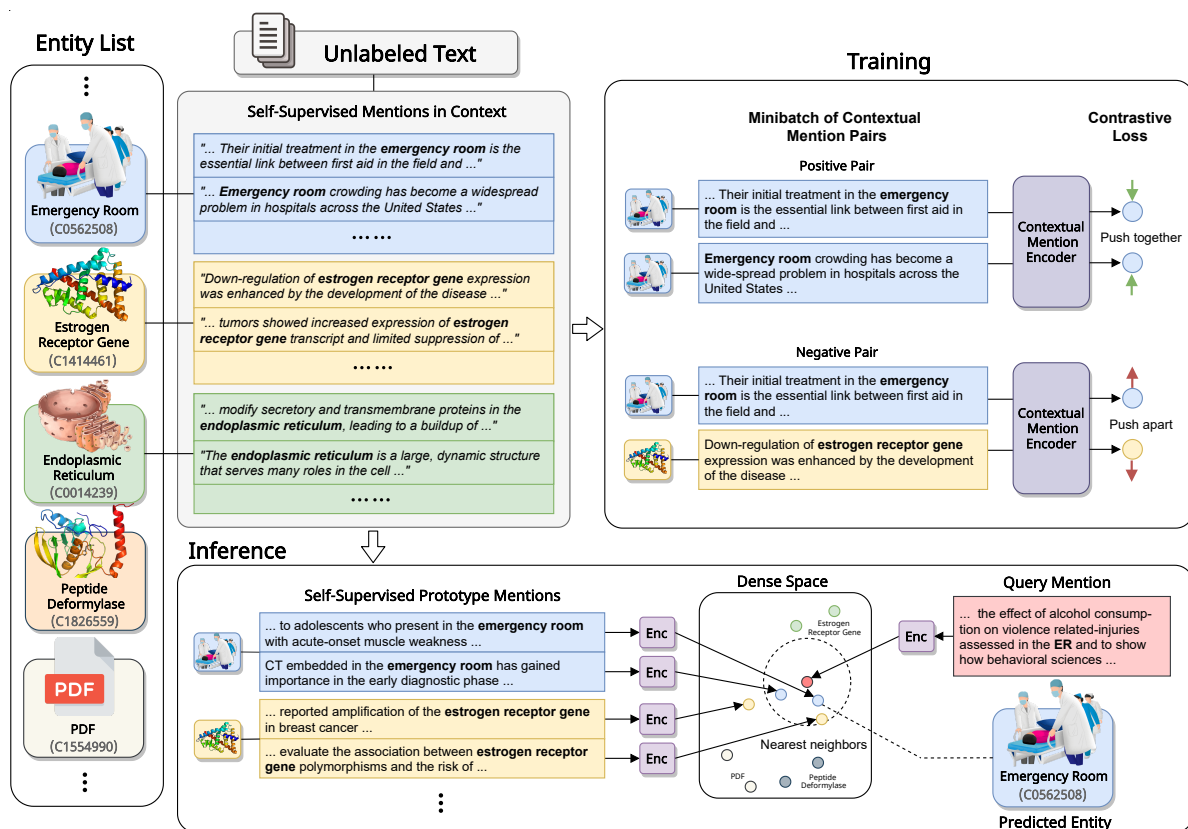 Entity List
Emergency Room
(C0562508)
Estrogen
Receptor Gene
(C1414461)
Endoplasmic
Reticulum
(C0014239)
Peptide
Deformylase
(C1826559)
PDF
PDF
(C1554990)
Unlabeled Text
Self-Supervised Mentions in Context
"... Their initial treatment in the emergency room is the
essential link between first aid in the field and ..."
"... Emergency room crowding has become a widespread
problem in hospitals across the United States ..."
... ...
"Down-regulation of estrogen receptor gene expression
was enhanced by the development of the disease ..."
"... tumors showed increased expression of estrogen
receptor gene transcript and limited suppression of ..."
... ...
"... modify secretory and transmembrane proteins in the
endoplasmic reticulum, leading to a buildup of ..."
"The endoplasmic reticulum is a large, dynamic structure
that serves many roles in the cell ..."
... ...
Training
Minibatch of Contextual
Mention Pairs
Contrastive
Loss
Positive Pair
... Their initial treatment in the emergency
room is the essential link between first aid in
the field and ...
Emergency room crowding has become a
wide-spread problem in hospitals across the
United States ...
Contextual
Mention
Encoder
Push together
Negative Pair
... Their initial treatment in the emergency
room is the essential link between first aid in
the field and ...
Down-regulation of estrogen receptor gene
expression was enhanced by the development
of the disease ...
Contextual
Mention
Encoder
Push apart
Inference
Self-Supervised Prototype Mentions
... to adolescents who present in the emergency room
with acute-onset muscle weakness ...
CT embedded in the emergency room has gained
importance in the early diagnostic phase ...
... reported amplification of the estrogen receptor gene
in breast cancer ...
... evaluate the association between estrogen receptor
gene polymorphisms and the risk of ...
Enc
Enc
Enc
Enc
Dense Space
Estrogen
Receptor Gene
Nearest neighbors
PDF
Peptide
Deformylase
Enc
Query Mention
... the effect of alcohol consump-
tion on violence related-injuries
assessed in the ER and to show
how behavioral sciences ...
Emergency Room
(C0562508)
Predicted Entity